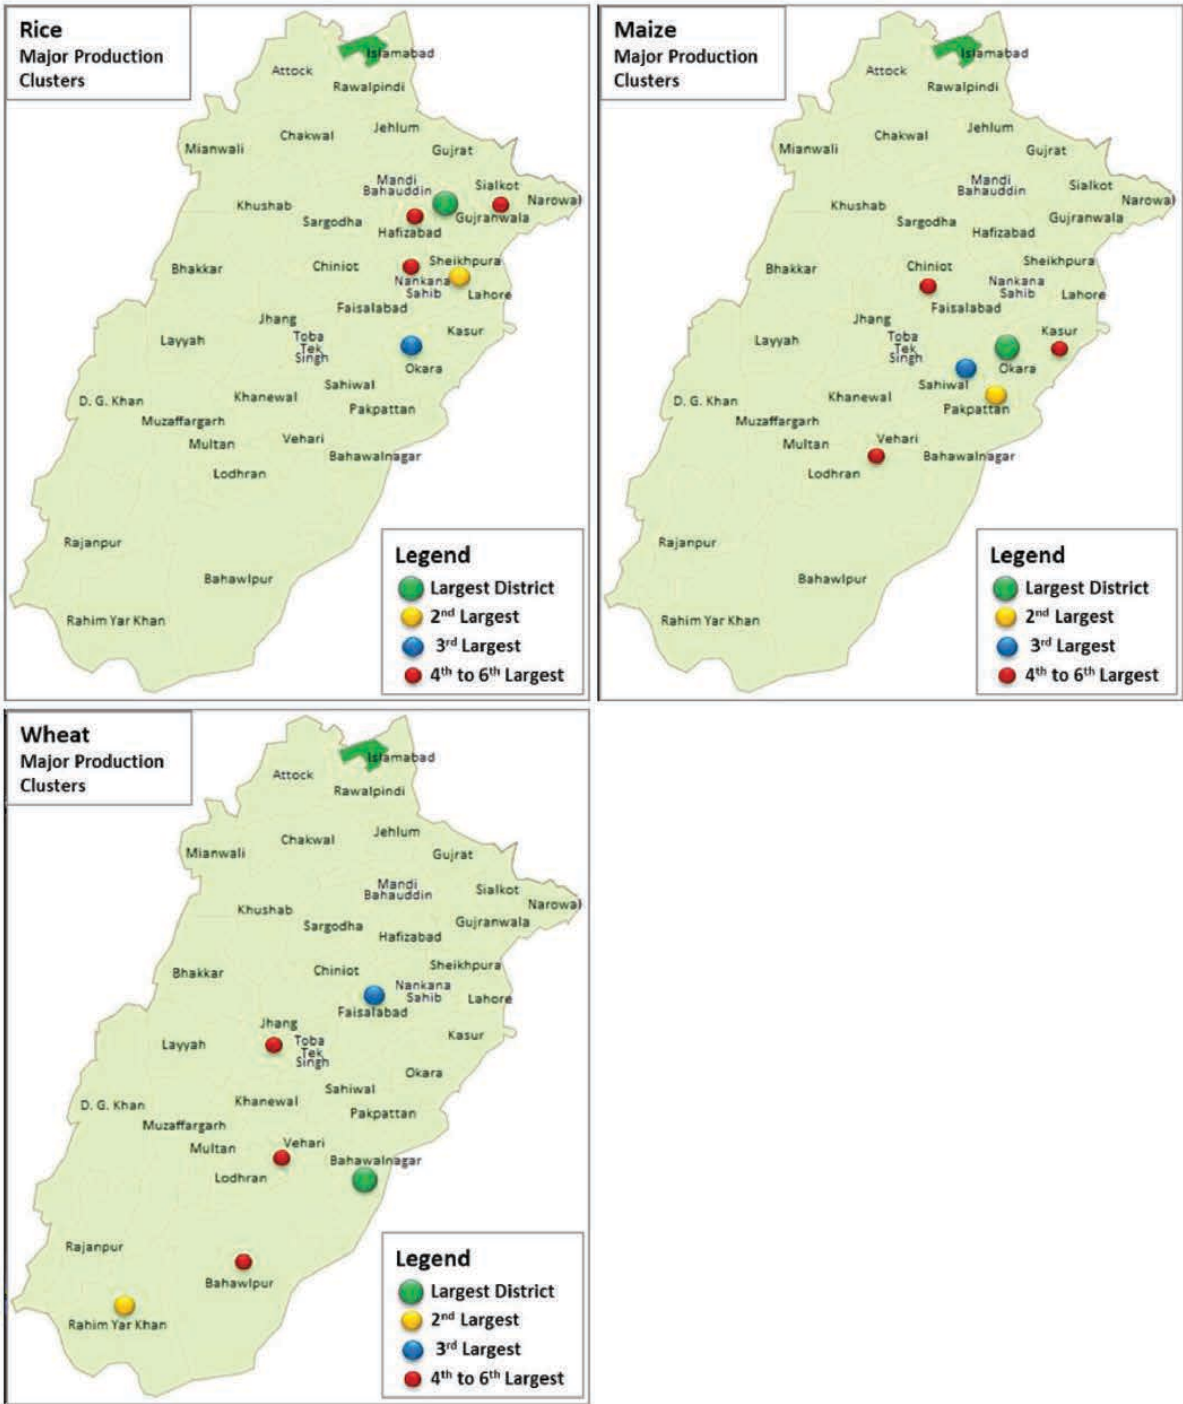 Rice
Major Production
Clusters
Islamabad
Attock
Rawalpindi
Jehlum
Chakwal
Mianwali
Gujrat
Mandi
Bahauddin
Sialkot
Narowal
Khushab
Sargodha
Gujranwala
Hafizabad
Bhakkar
Chiniot
Sheikhpura
Nankana
Sahib
Lahore
Faisalabad
Jhang
Kasur
Layyah
Toba
Tek
Singh
Okara
Sahiwal
D. G. Khan
Khanewal
Pakpattan
Muzaffargarh
Multan
Vehari
Bahawalnagar
Lodhran
Rajanpur
Bahawlpur
Rahim Yar Khan
Legend
Largest District
2nd Largest
3rd Largest
4th to 6th Largest
Maize
Major Production
Clusters
Islamabad
Attock
Rawalpindi
Jehlum
Chakwal
Mianwali
Gujrat
Mandi
Bahauddin
Sialkot
Narowal
Khushab
Sargodha
Gujranwala
Hafizabad
Bhakkar
Chiniot
Sheikhpura
Nankana
Sahib
Lahore
Faisalabad
Jhang
Kasur
Layyah
Toba
Tek
Singh
Okara
Sahiwal
D. G. Khan
Khanewal
Pakpattan
Muzaffargarh
Multan
Vehari
Bahawalnagar
Lodhran
Rajanpur
Bahawlpur
Rahim Yar Khan
Legend
Largest District
2nd Largest
3rd Largest
4th to 6th Largest
Wheat
Major Production
Clusters
Islamabad
Attock
Rawalpindi
Jehlum
Chakwal
Mianwali
Gujrat
Mandi
Bahauddin
Sialkot
Narowal
Khushab
Sargodha
Gujranwala
Hafizabad
Bhakkar
Chiniot
Sheikhpura
Nankana
Sahib
Lahore
Faisalabad
Jhang
Kasur
Layyah
Toba
Tek
Singh
Okara
Sahiwal
D. G. Khan
Khanewal
Pakpattan
Muzaffargarh
Multan
Vehari
Bahawalnagar
Lodhran
Rajanpur
Bahawlpur
Rahim Yar Khan
Legend
Largest District
2nd Largest
3rd Largest
4th to 6th Largest